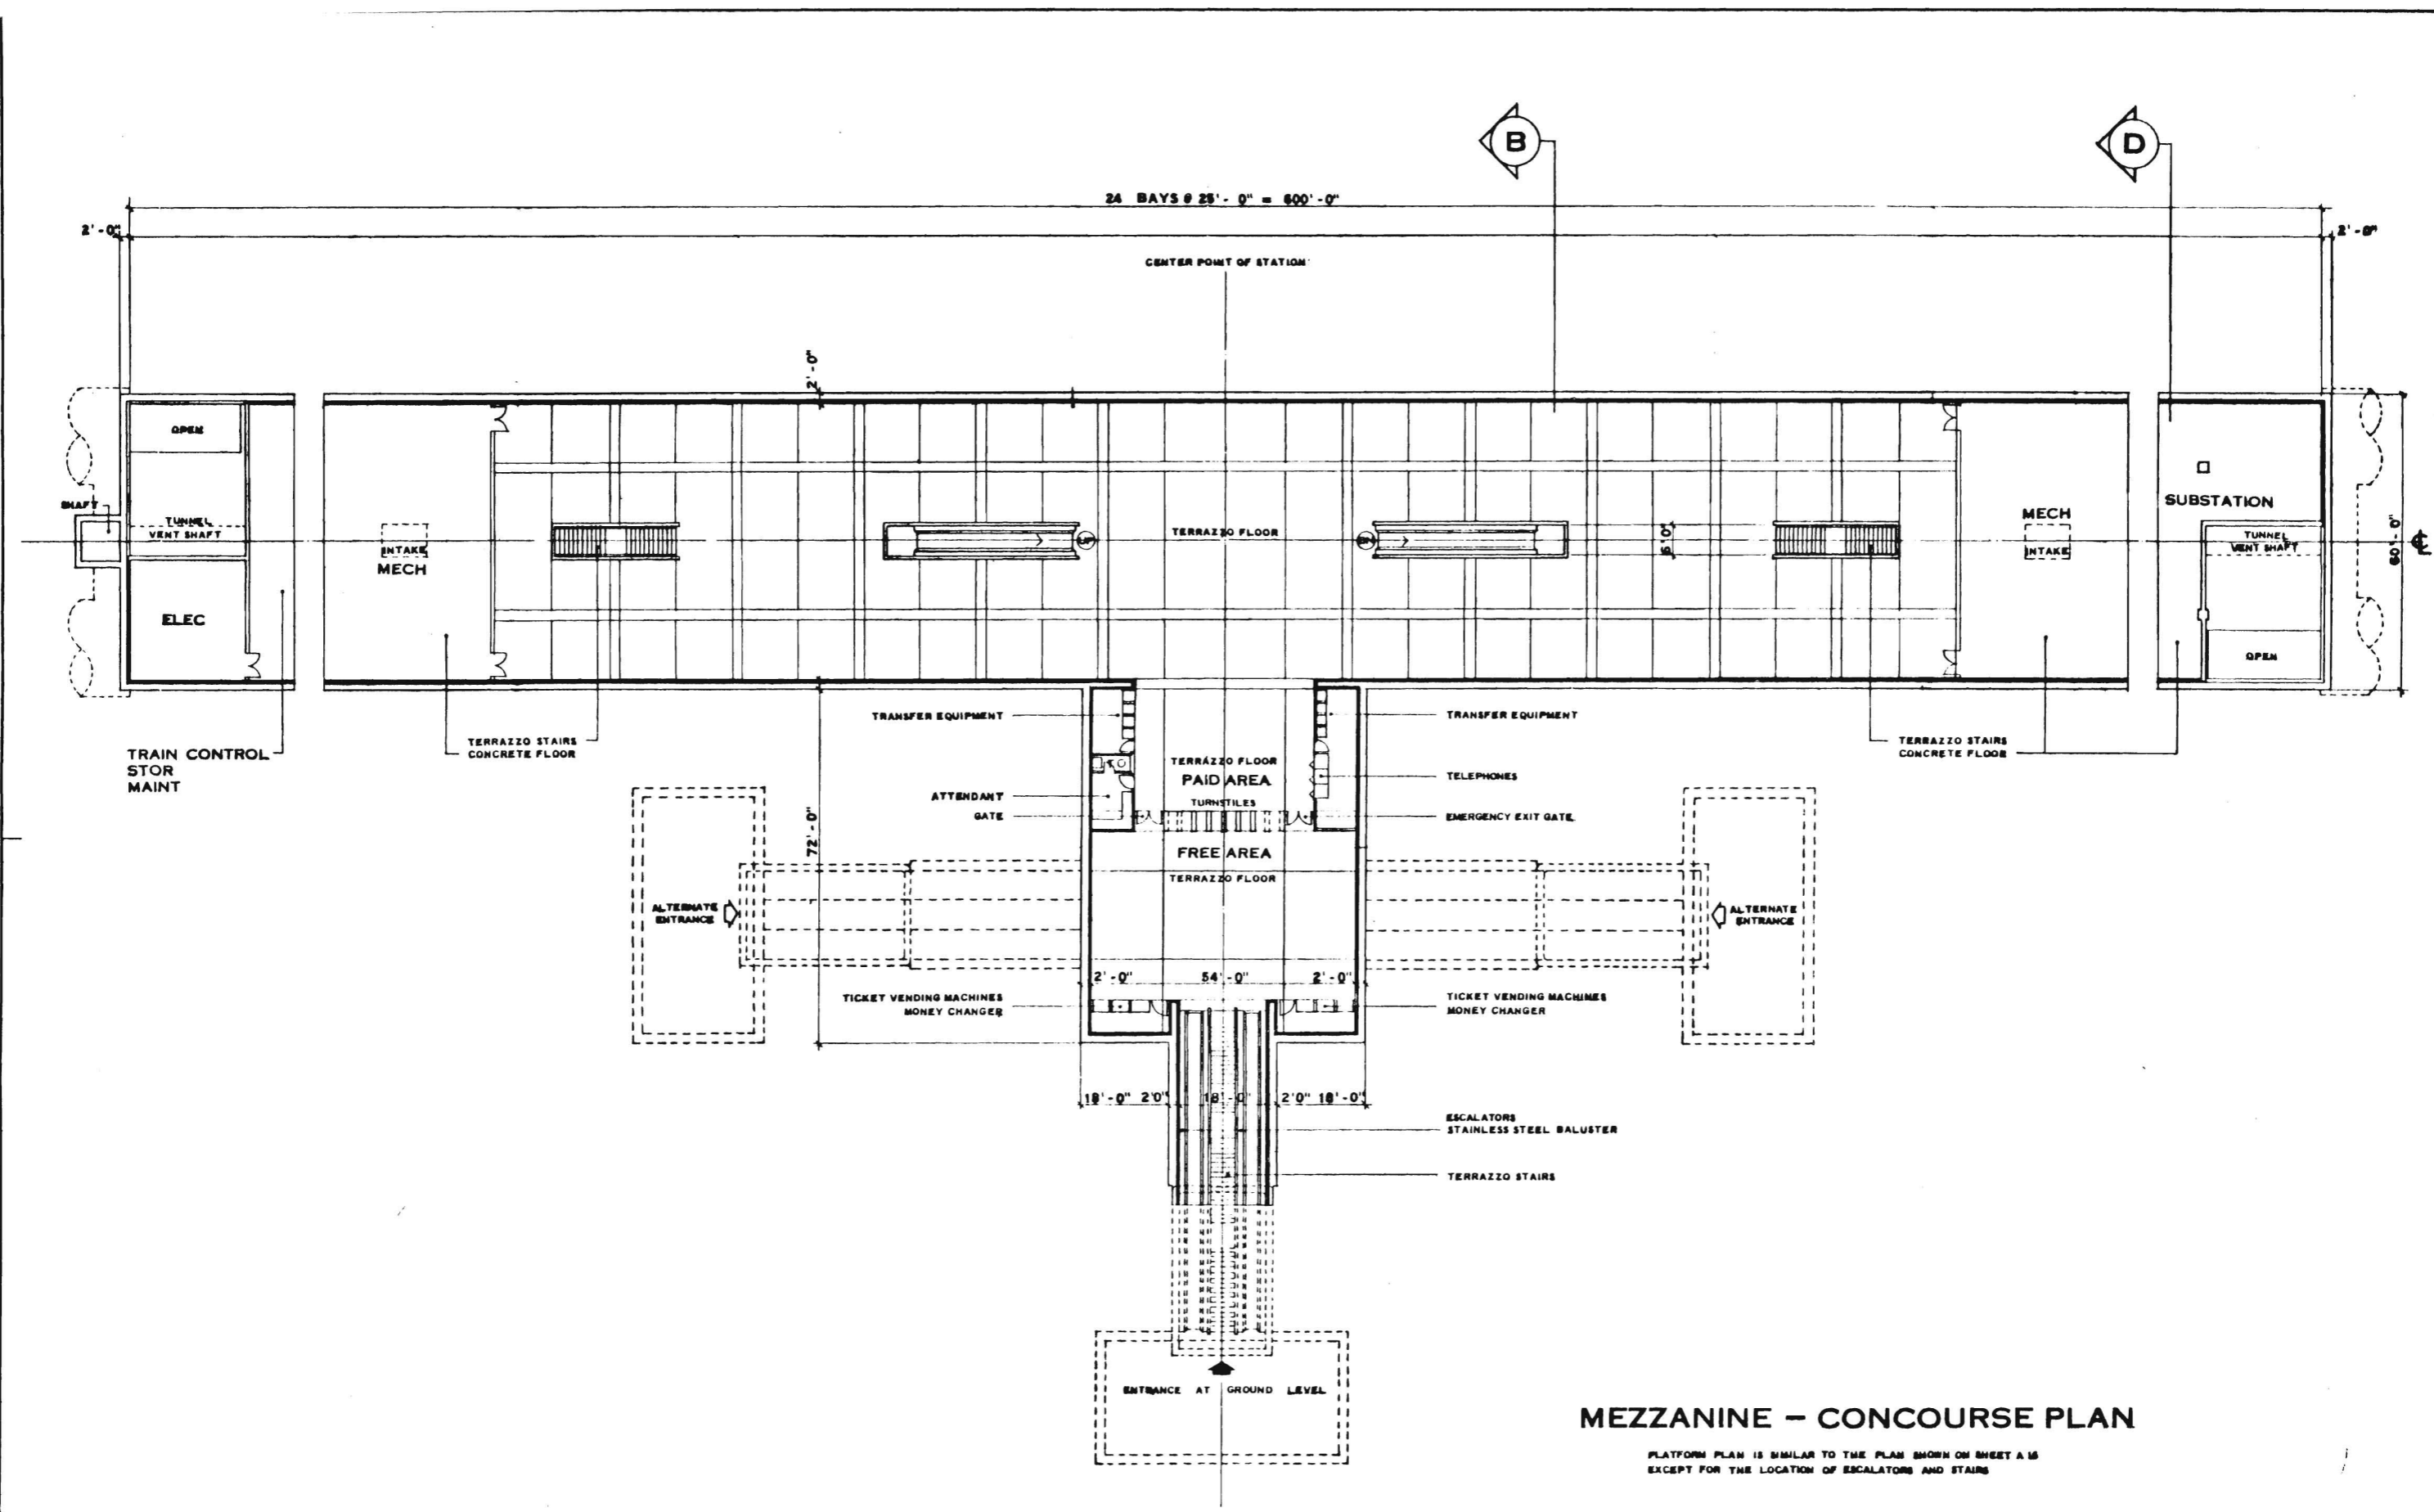 B
D
24 BAYS @ 25'- 0" = 600'-0"
2'-0"
2'-0"
CENTER POINT OF STATION
2'-0"
OPEN
SHAFT
TUNNEL
VENT SHAFT
INTAKE
MECH
ELEC
UP
TERRAZZO FLOOR
DN
6'0"
MECH
INTAKE
SUBSTATION
TUNNEL
VENT SHAFT
OPEN
60'-0"
℄
TRAIN CONTROL
STOR
MAINT
TERRAZZO STAIRS
CONCRETE FLOOR
TRANSFER EQUIPMENT
TRANSFER EQUIPMENT
TERRAZZO STAIRS
CONCRETE FLOOR
TERRAZZO FLOOR
PAID AREA
TELEPHONES
ATTENDANT
TURNSTILES
GATE
EMERGENCY EXIT GATE
72'-0"
FREE AREA
TERRAZZO FLOOR
ALTERNATE
ENTRANCE
ALTERNATE
ENTRANCE
2'-0" 54'-0" 2'-0"
TICKET VENDING MACHINES
MONEY CHANGER
TICKET VENDING MACHINES
MONEY CHANGER
18'-0" 2'0" 18'-0" 2'0" 18'-0"
ESCALATORS
STAINLESS STEEL BALUSTER
TERRAZZO STAIRS
ENTRANCE AT GROUND LEVEL
MEZZANINE – CONCOURSE PLAN
PLATFORM PLAN IS SIMILAR TO THE PLAN SHOWN ON SHEET A
EXCEPT FOR THE LOCATION OF ESCALATORS AND STAIRS